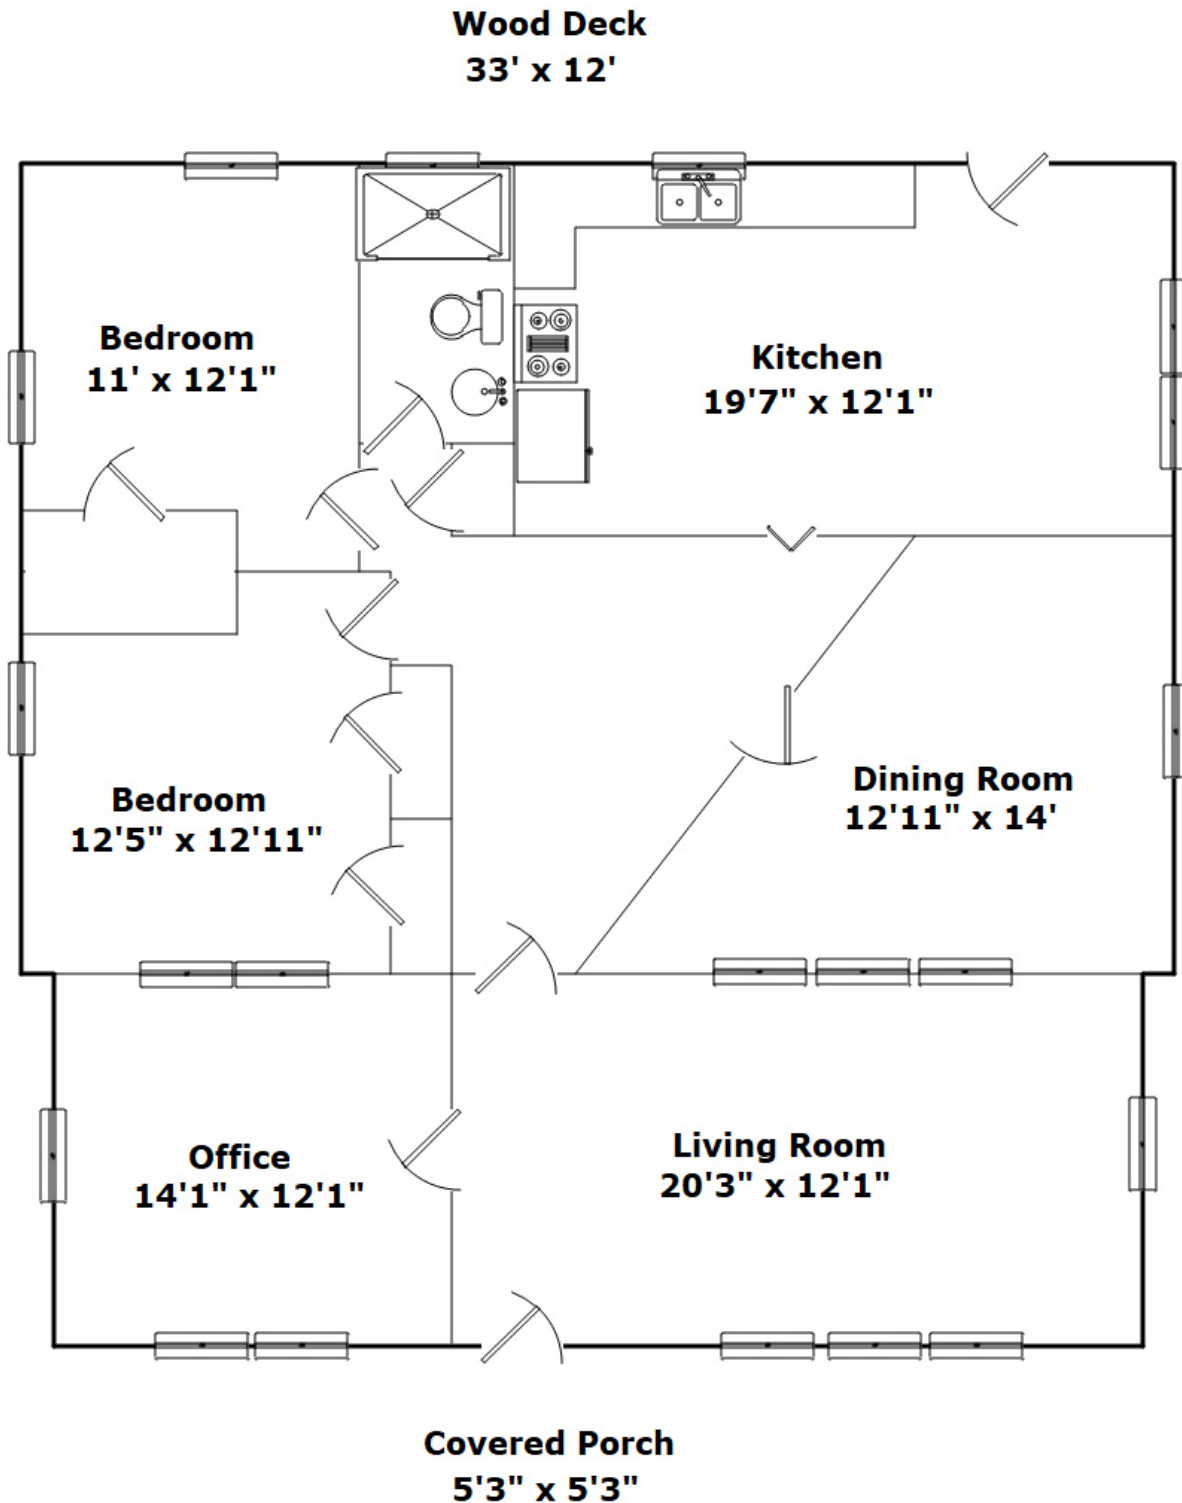 Wood Deck
33' x 12'
Bedroom
11' x 12'1"
Kitchen
19'7" x 12'1"
Bedroom
12'5" x 12'11"
Dining Room
12'11" x 14'
Office
14'1" x 12'1"
Living Room
20'3" x 12'1"
Covered Porch
5'3" x 5'3"